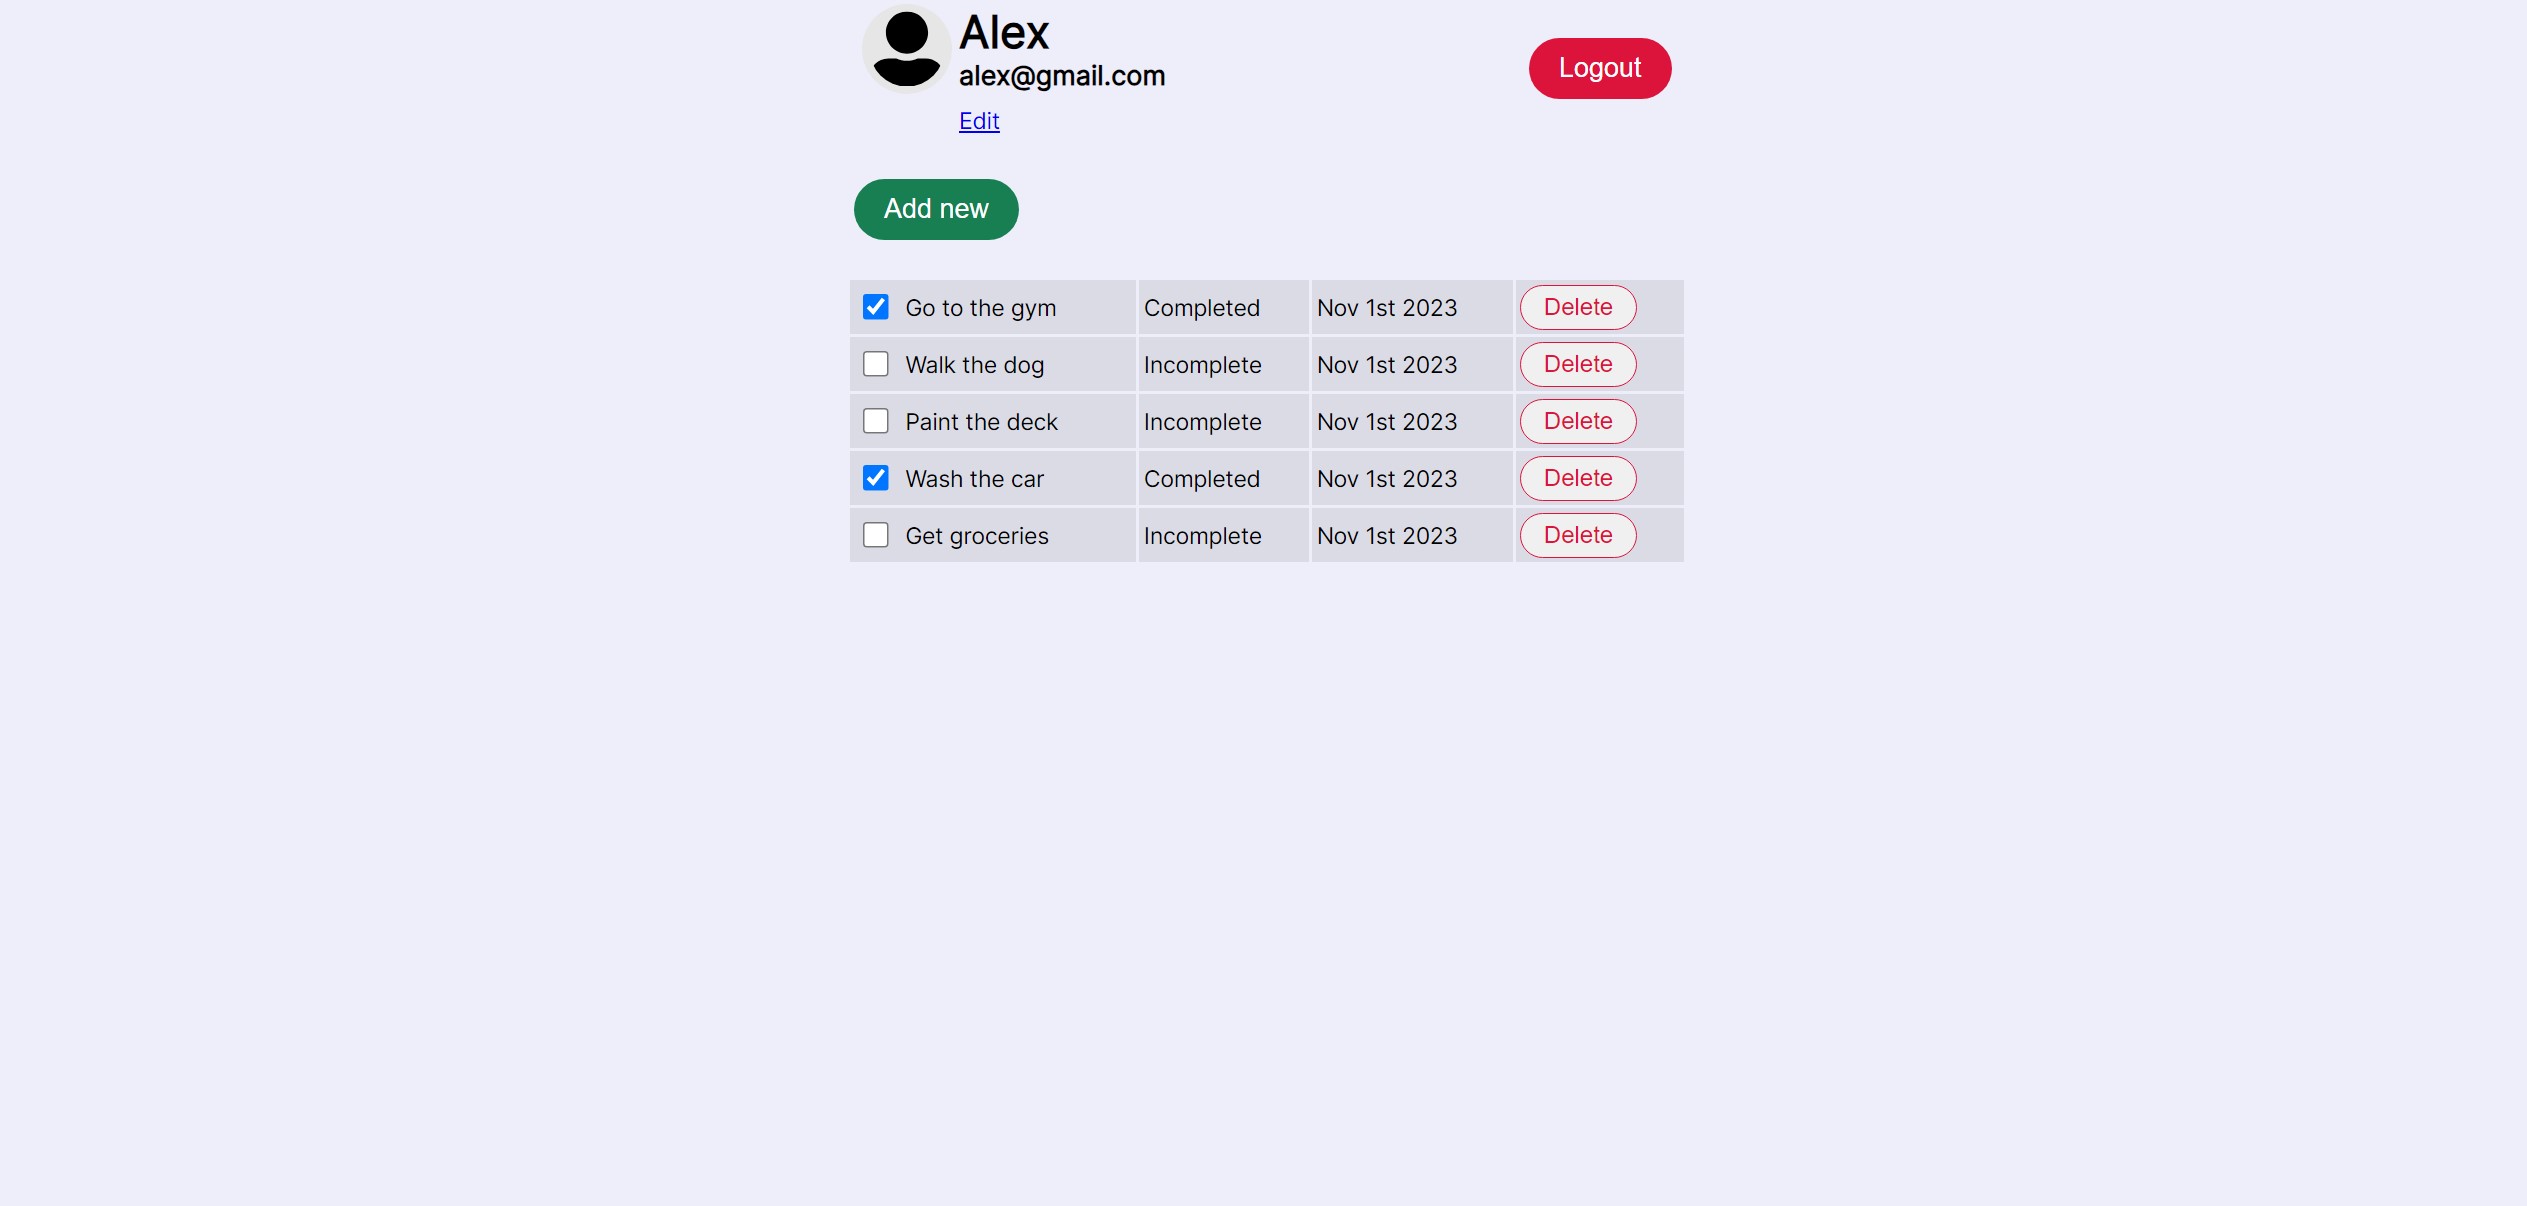 Alex
alex@gmail.com
Logout
Edit
Add new
Go to the gym Completed Nov 1st 2023 Delete
Walk the dog Incomplete Nov 1st 2023 Delete
Paint the deck Incomplete Nov 1st 2023 Delete
Wash the car Completed Nov 1st 2023 Delete
Get groceries Incomplete Nov 1st 2023 Delete